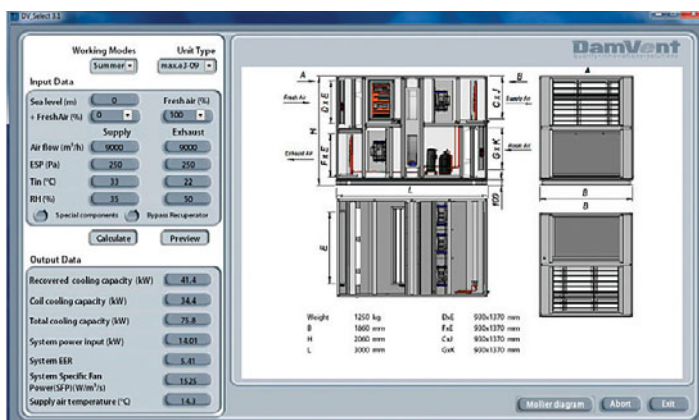 DV_Select 3.1
Working Modes Unit Type
Summer max.a3-09
Input Data
Sea level (m) 0 Fresh air (%)
+ FreshAir (%) 0 100
Supply Exhaust
Air flow (m³/h) 9000 9000
ESP (Pa) 250 250
Tin (°C) 33 22
RH (%) 35 50
Special components Bypass Recuperator
Calculate Preview
Output Data
Recovered cooling capacity (kW) 41.4
Coil cooling capacity (kW) 34.4
Total cooling capacity (kW) 75.8
System power input (kW) 14.01
System EER 5.41
System Specific Fan
Power(SFP)(W/m³/s) 1525
Supply air temperature (°C) 14.3
DamVent
A B A
Fresh Air Supply Air
D x E C x J
H
Exhaust Air Room Air
F x E G x K
L 100 B
E B
Weight 1250 kg DxE 930x1370 mm
B 1860 mm FxE 930x1370 mm
H 2060 mm CxJ 930x1370 mm
L 3000 mm GxK 930x1370 mm
Mollier diagram Abort Exit